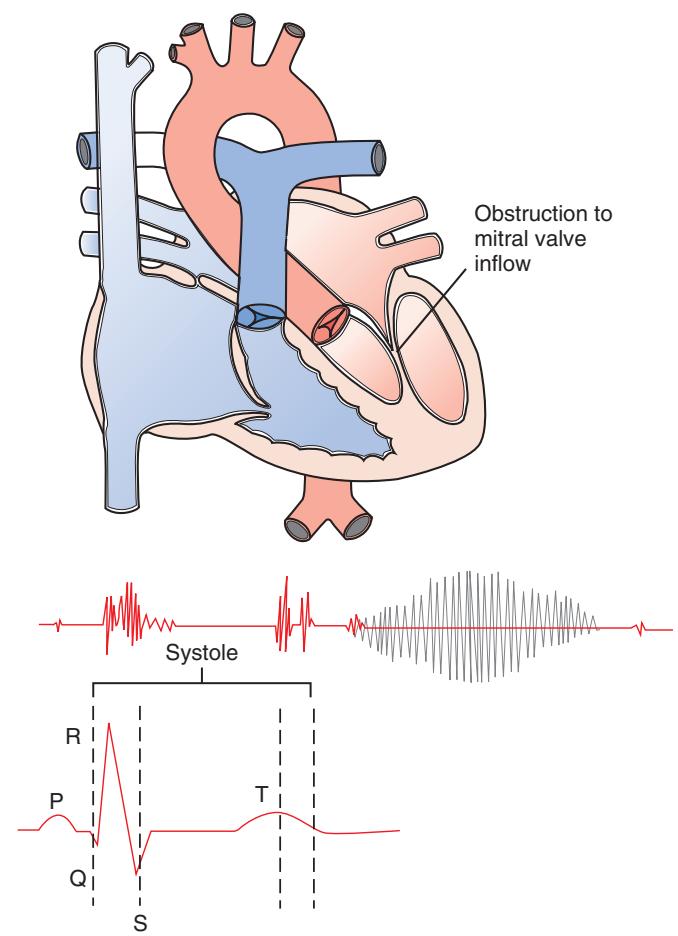 Obstruction to
mitral valve
inflow
Systole
R
P
T
Q
S